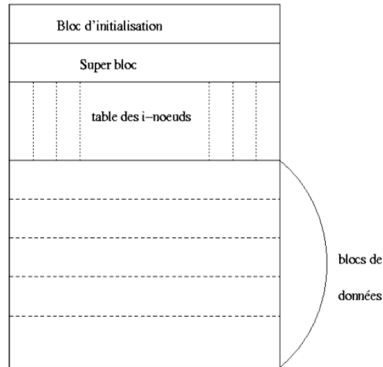 Bloc d'initialisation
Super bloc
table des i−noeuds
blocs de
données